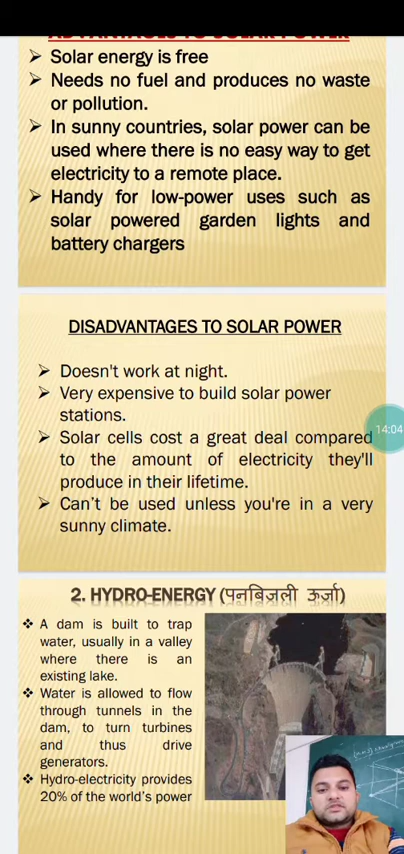 ADVANTAGES TO SOLAR POWER
➢ Solar energy is free
➢ Needs no fuel and produces no waste
or pollution.
➢ In sunny countries, solar power can be
used where there is no easy way to get
electricity to a remote place.
➢ Handy for low-power uses such as
solar powered garden lights and
battery chargers
DISADVANTAGES TO SOLAR POWER
➢ Doesn't work at night.
➢ Very expensive to build solar power
stations.
➢ Solar cells cost a great deal compared
to the amount of electricity they'll
produce in their lifetime.
➢ Can't be used unless you're in a very
sunny climate.
14:04
2. HYDRO-ENERGY (पनबिजली ऊर्जा)
❖ A dam is built to trap
water, usually in a valley
where there is an
existing lake.
❖ Water is allowed to flow
through tunnels in the
dam, to turn turbines
and thus drive
generators.
❖ Hydro-electricity provides
20% of the world's power